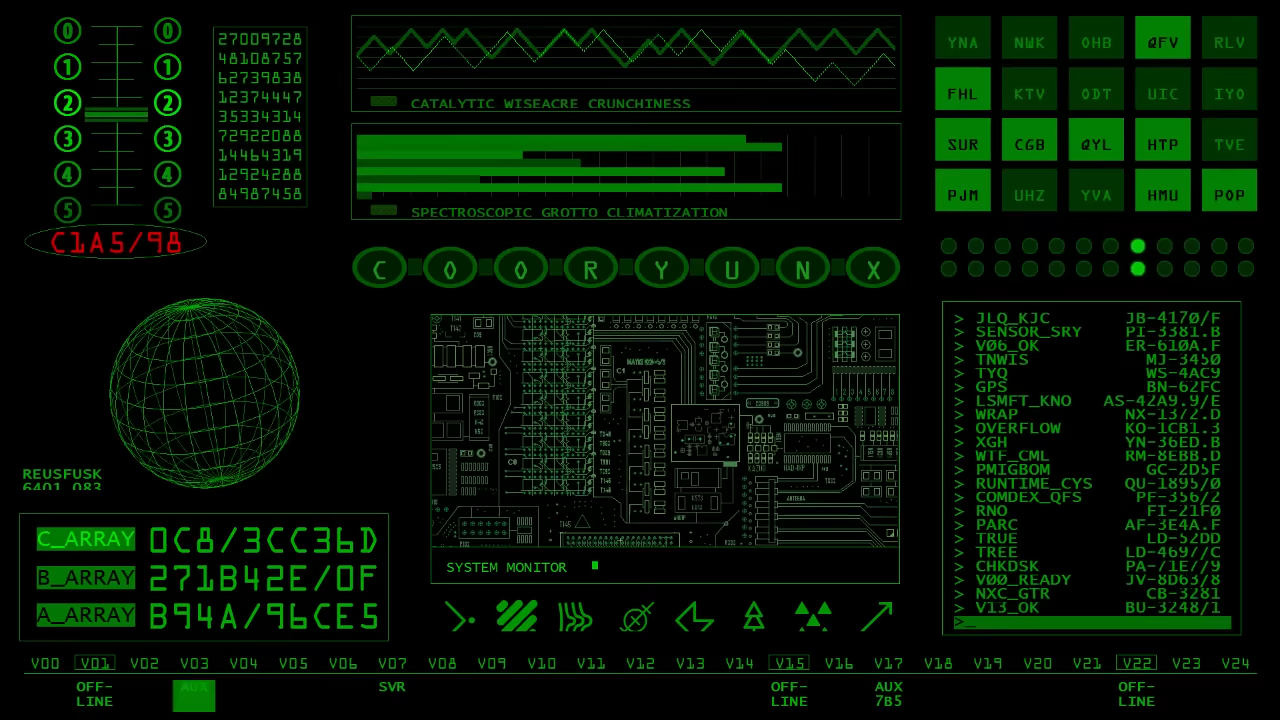 0 0
1 1
2 2
3 3
4 4
5 5
C1A5/98
27009728
48108757
62739838
12374447
35334314
72922088
14464319
12924288
84987458
CATALYTIC WISEACRE CRUNCHINESS
SPECTROSCOPIC GROTTO CLIMATIZATION
C O O R Y U N X
YNA NWK OHB QFV RLV
FHL KTV ODT UIC IYO
SUR CGB QYL HTP TVE
PJM UHZ YVA HMU POP
REUSFUSK
6401 083
C_ARRAY 0C8/3CC36D
B_ARRAY 271B42E/0F
A_ARRAY B94A/96CE5
SYSTEM MONITOR
> JLQ_KJC JB-4170/F
> SENSOR_SRY PI-3381.B
> V06_OK ER-610A.F
> TNWIS MJ-3450
> TYQ WS-4AC9
> GPS BN-62FC
> LSMFT_KNO AS-42A9.9/E
> WRAP NX-1372.D
> OVERFLOW KO-1CB1.3
> XGH YN-36ED.B
> WTF_CML RM-8EBB.D
> PMIGBOM GC-2D5F
> RUNTIME_CYS QU-1895/0
> COMDEX_QFS PF-356/2
> RNO FI-21F0
> PARC AF-3E4A.F
> TRUE LD-52DD
> TREE LD-469//C
> CHKDSK PA-71E7/9
> V00_READY JV-8D63/8
> NXC_GTR CB-3281
> V13_OK BU-3248/1
>_
V00 V01 V02 V03 V04 V05 V06 V07 V08 V09 V10 V11 V12 V13 V14 V15 V16 V17 V18 V19 V20 V21 V22 V23 V24
OFF-LINE AUX SVR OFF-LINE AUX 7B5 OFF-LINE